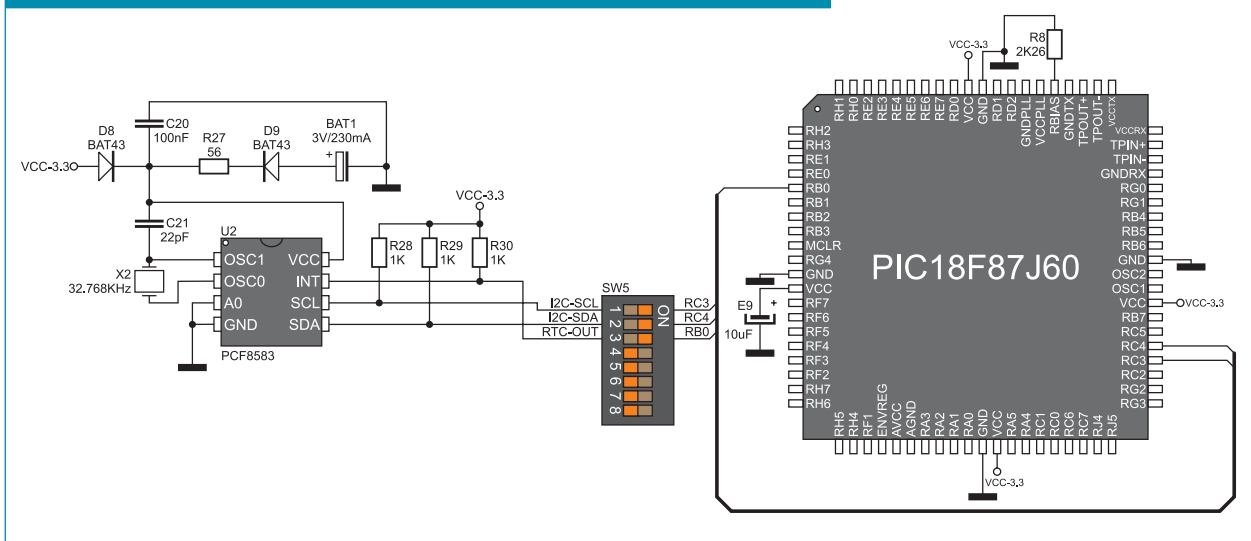 VCC-3.3
D8
BAT43
C20
100nF
R27
56
D9
BAT43
BAT1
3V/230mA
+
C21
22pF
X2
32.768KHz
U2
OSC1
OSC0
A0
GND
VCC
INT
SCL
SDA
PCF8583
VCC-3.3
R28
1K
R29
1K
R30
1K
I2C-SCL
I2C-SDA
RTC-OUT
SW5
ON
1
2
3
4
5
6
7
8
RC3
RC4
RB0
E9
+
10uF
VCC-3.3
R8
2K26
PIC18F87J60
RH1
RH0
RE2
RE3
RE4
RE5
RE6
RE7
RD0
VCC
GND
RD1
RD2
GNDPLL
VCCPLL
RBIAS
GNDTX
TPOUT+
TPOUT-
VCCTX
RH2
RH3
RE1
RE0
RB0
RB1
RB2
RB3
MCLR
RG4
GND
VCC
RF7
RF6
RF5
RF4
RF3
RF2
RH7
RH6
VCCRX
TPIN+
TPIN-
GNDRX
RG0
RG1
RB4
RB5
RB6
GND
OSC2
OSC1
VCC
RB7
RC5
RC4
RC3
RC2
RG2
RG3
VCC-3.3
RH5
RH4
RF1
ENVREG
AVCC
AGND
RA3
RA2
RA1
RA0
GND
VCC
RA5
RA4
RC1
RC0
RC6
RC7
RJ4
RJ5
VCC-3.3